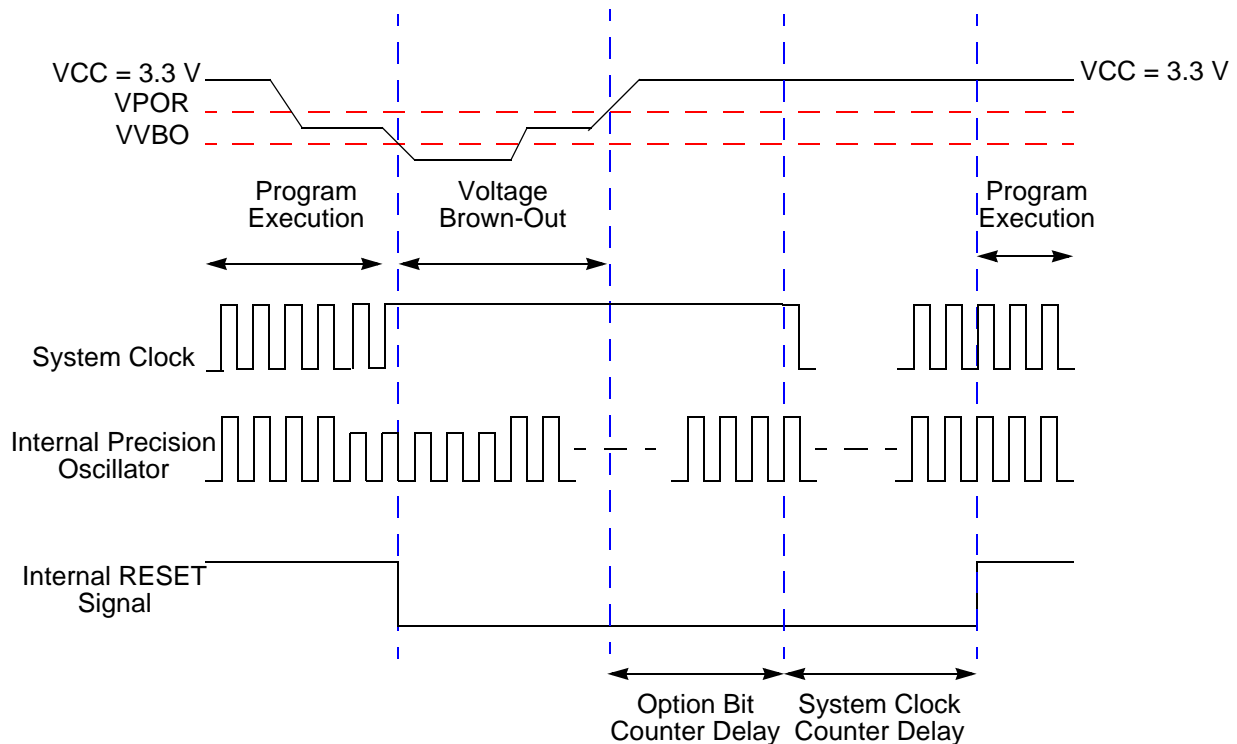 VCC = 3.3 V
VCC = 3.3 V
VPOR
VVBO
Program
Execution
Voltage
Brown-Out
Program
Execution
System Clock
Internal Precision
Oscillator
Internal RESET
Signal
Option Bit
Counter Delay
System Clock
Counter Delay